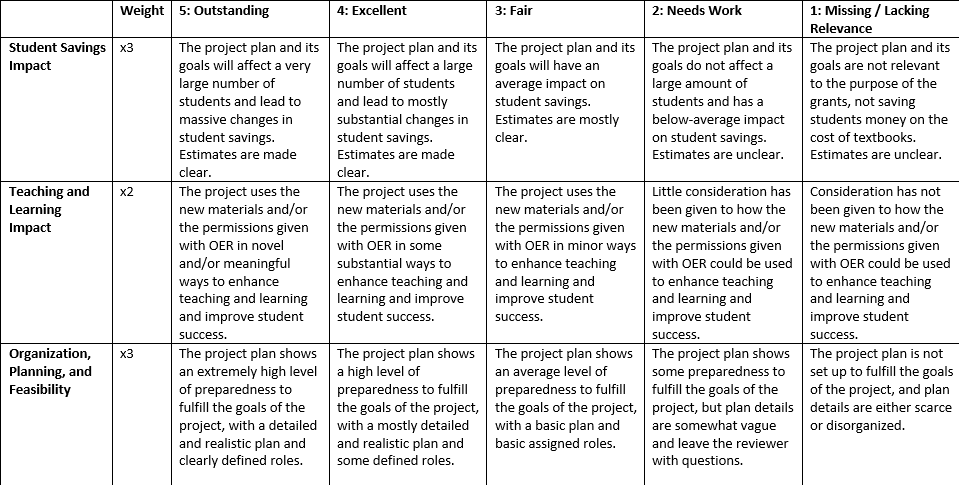 Weight
5: Outstanding
4: Excellent
3: Fair
2: Needs Work
1: Missing / Lacking
Relevance
Student Savings
Impact
x3
The project plan and its
goals will affect a very
large number of
students and lead to
massive changes in
student savings.
Estimates are made
clear.
The project plan and its
goals will affect a large
number of students
and lead to mostly
substantial changes in
student savings.
Estimates are made
clear.
The project plan and its
goals will have an
average impact on
student savings.
Estimates are mostly
clear.
The project plan and its
goals do not affect a
large amount of
students and has a
below-average impact
on student savings.
Estimates are unclear.
The project plan and its
goals are not relevant
to the purpose of the
grants, not saving
students money on the
cost of textbooks.
Estimates are unclear.
Teaching and
Learning
Impact
x2
The project uses the
new materials and/or
the permissions given
with OER in novel
and/or meaningful
ways to enhance
teaching and learning
and improve student
success.
The project uses the
new materials and/or
the permissions given
with OER in some
substantial ways to
enhance teaching and
learning and improve
student success.
The project uses the
new materials and/or
the permissions given
with OER in minor ways
to enhance teaching
and learning and
improve student
success.
Little consideration has
been given to how the
new materials and/or
the permissions given
with OER could be used
to enhance teaching
and learning and
improve student
success.
Consideration has not
been given to how the
new materials and/or
the permissions given
with OER could be used
to enhance teaching
and learning and
improve student
success.
Organization,
Planning, and
Feasibility
x3
The project plan shows
an extremely high level
of preparedness to
fulfill the goals of the
project, with a detailed
and realistic plan and
clearly defined roles.
The project plan shows
a high level of
preparedness to fulfill
the goals of the project,
with a mostly detailed
and realistic plan and
some defined roles.
The project plan shows
an average level of
preparedness to fulfill
the goals of the project,
with a basic plan and
basic assigned roles.
The project plan shows
some preparedness to
fulfill the goals of the
project, but plan details
are somewhat vague
and leave the reviewer
with questions.
The project plan is not
set up to fulfill the goals
of the project, and plan
details are either scarce
or disorganized.